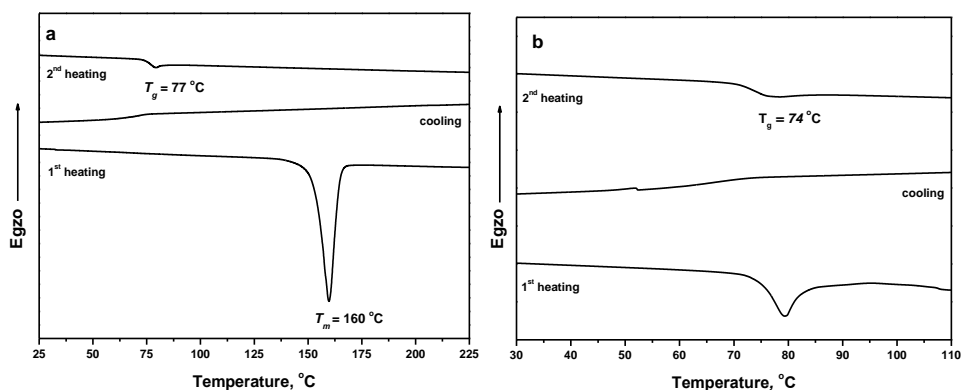 a
2nd heating
Tg = 77 °C
cooling
1st heating
Tm = 160 °C
Egzo
25 50 75 100 125 150 175 200 225
Temperature, °C
b
2nd heating
Tg = 74 °C
cooling
1st heating
Egzo
30 40 50 60 70 80 90 100 110
Temperature, °C